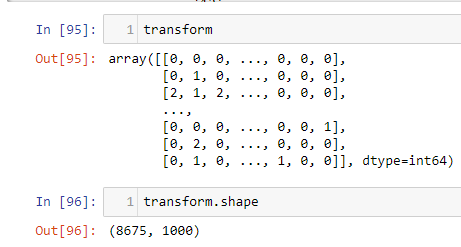 In [95]: 1 transform
Out[95]: array([[0, 0, 0, ..., 0, 0, 0],
[0, 1, 0, ..., 0, 0, 0],
[2, 1, 2, ..., 0, 0, 0],
...,
[0, 0, 0, ..., 0, 0, 1],
[0, 2, 0, ..., 0, 0, 0],
[0, 1, 0, ..., 1, 0, 0]], dtype=int64)
In [96]: 1 transform.shape
Out[96]: (8675, 1000)